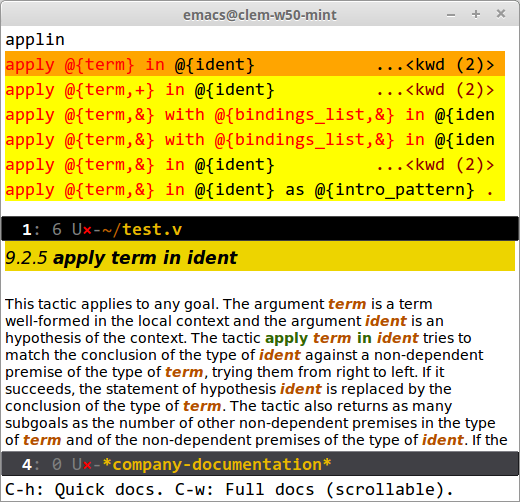 emacs@clem-w50-mint
applin
apply @{term} in @{ident} ...<kwd (2)>
apply @{term,+} in @{ident} ...<kwd (2)>
apply @{term,&} with @{bindings_list,&} in @{iden
apply @{term,&} with @{bindings_list,&} in @{iden
apply @{term,&} in @{ident} ...<kwd (2)>
apply @{term,&} in @{ident} as @{intro_pattern} .
1: 6 U×-~/test.v
9.2.5 apply term in ident
This tactic applies to any goal. The argument term is a term
well-formed in the local context and the argument ident is an
hypothesis of the context. The tactic apply term in ident tries to
match the conclusion of the type of ident against a non-dependent
premise of the type of term, trying them from right to left. If it
succeeds, the statement of hypothesis ident is replaced by the
conclusion of the type of term. The tactic also returns as many
subgoals as the number of other non-dependent premises in the type
of term and of the non-dependent premises of the type of ident. If the
4: 0 U×-*company-documentation*
C-h: Quick docs. C-w: Full docs (scrollable).